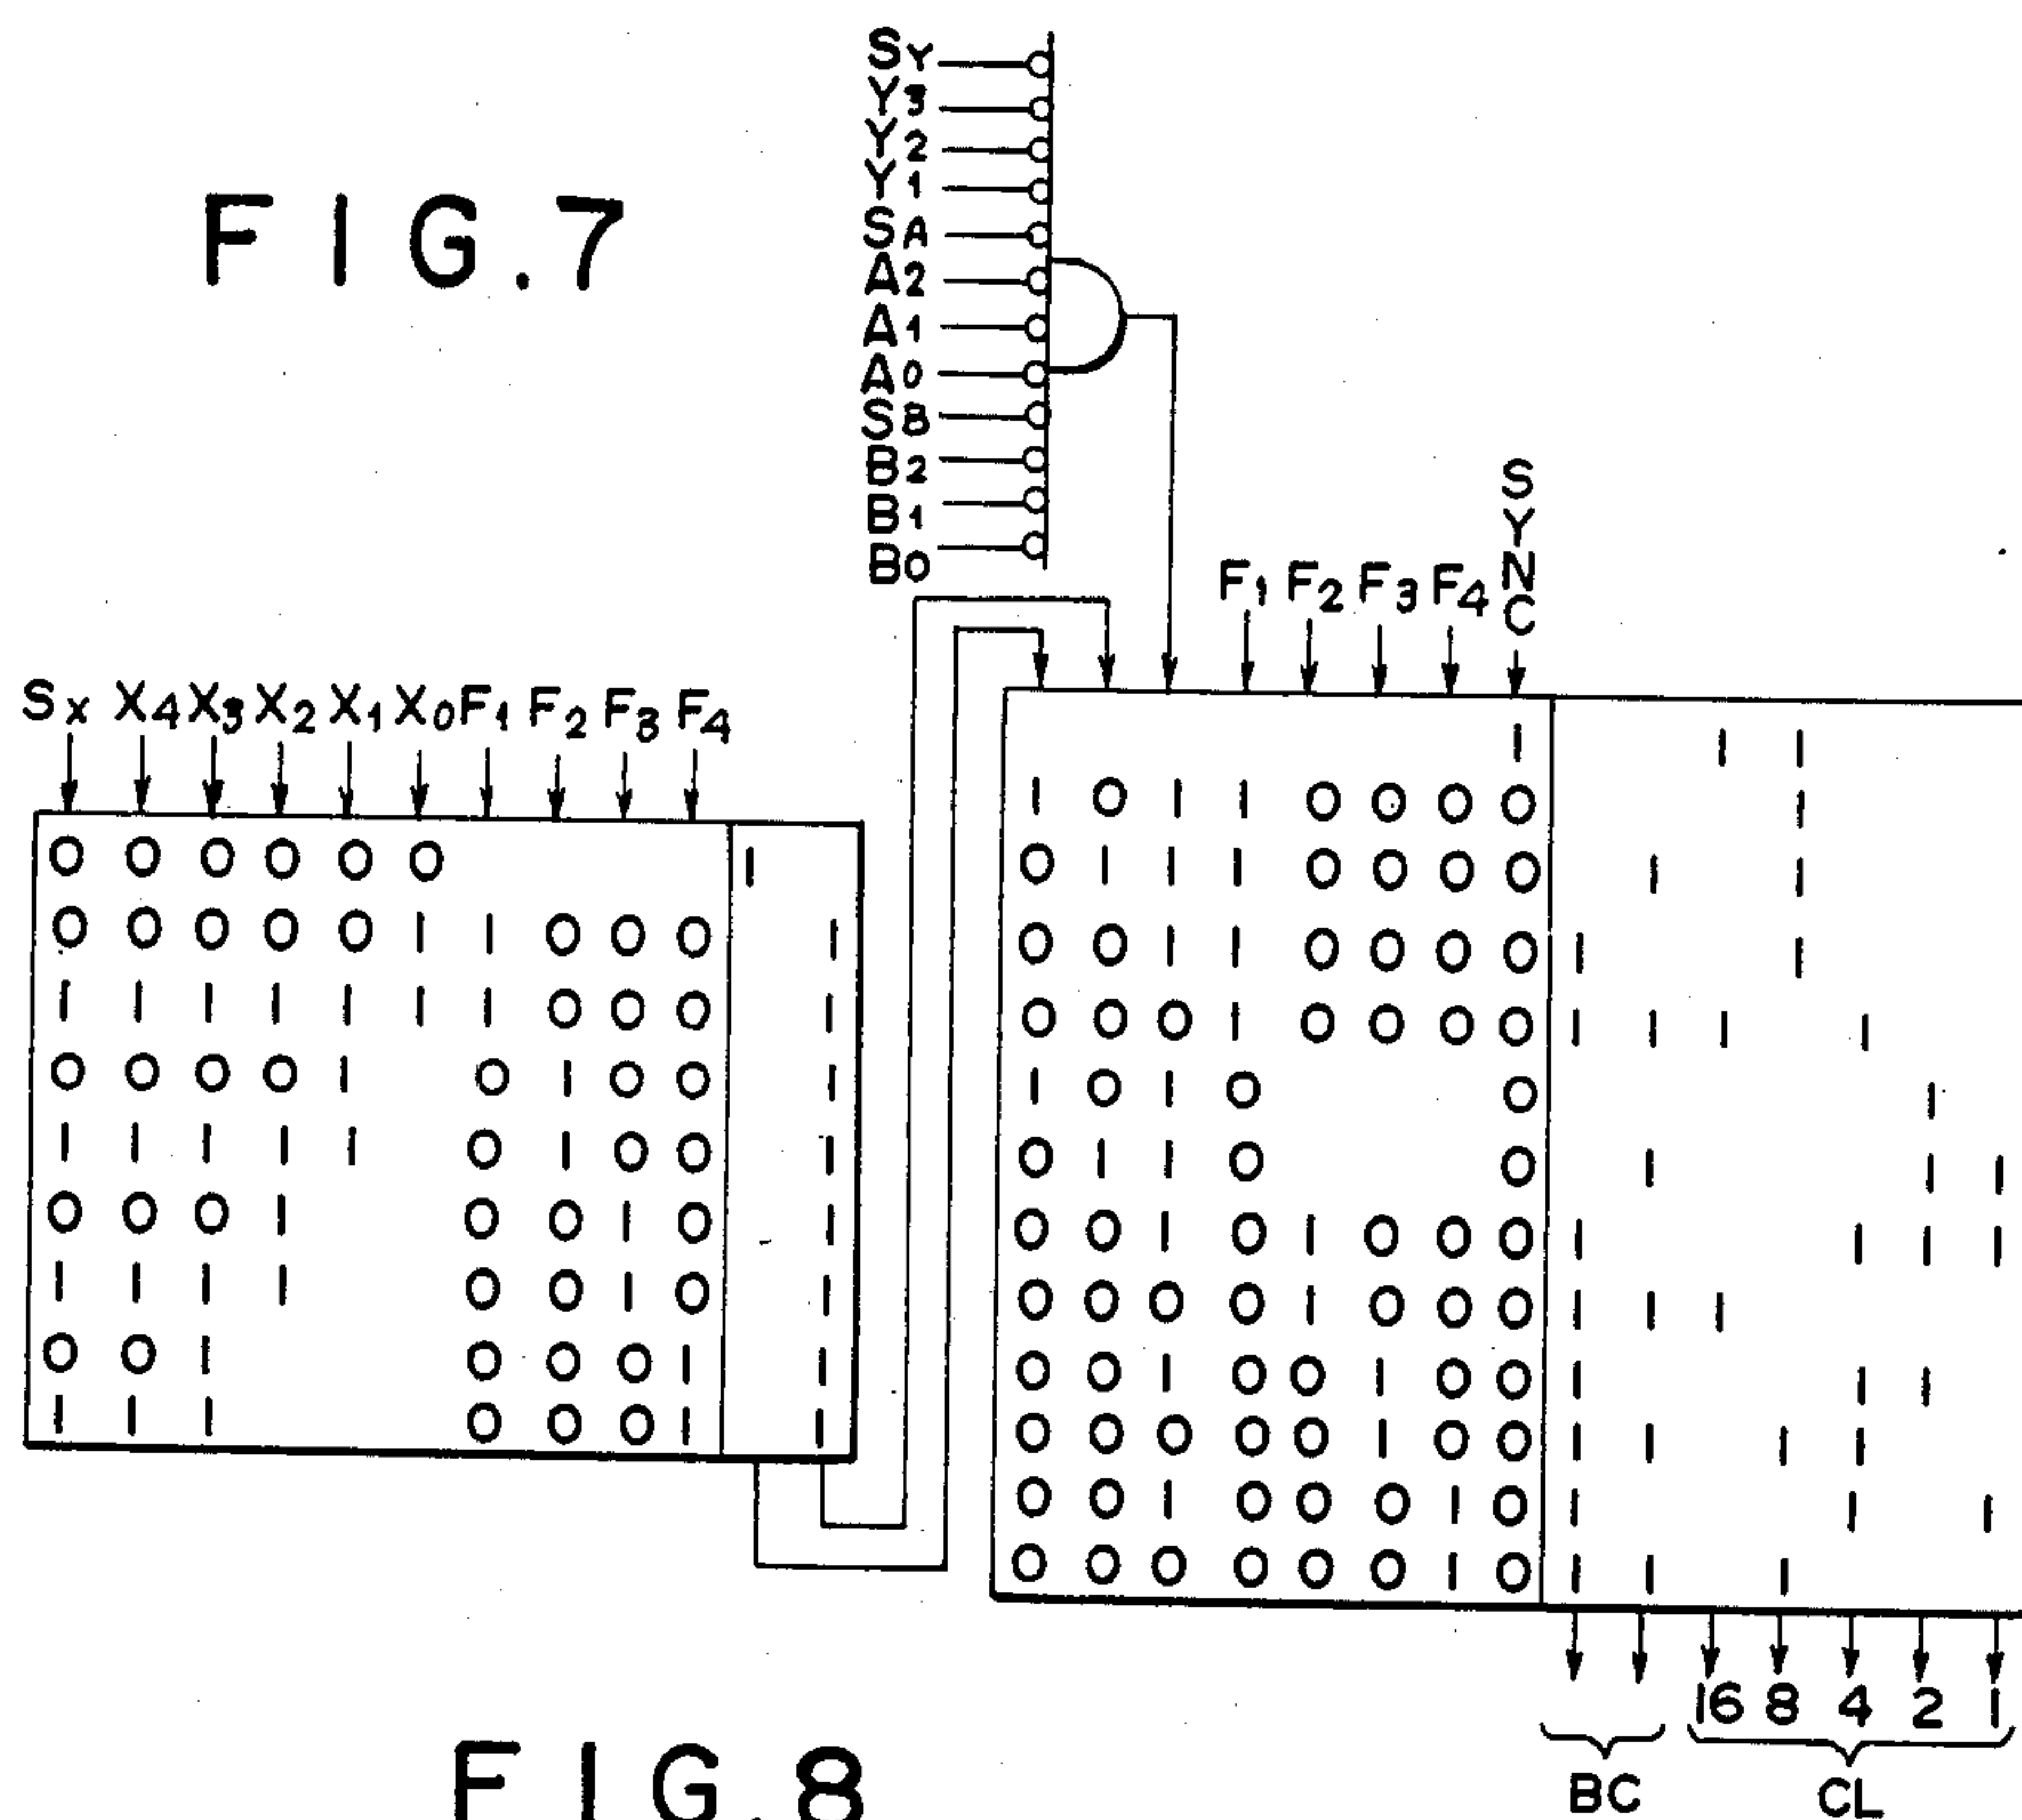 FIG.7
SY
Y3
Y2
Y1
SA
A2
A1
A0
SB
B2
B1
B0
F1 F2 F3 F4 SYNC
SX X4 X3 X2 X1 X0 F1 F2 F3 F4
0 0 0 0 0 0 1
0 0 0 0 0 1 1 0 0 0 1
1 1 1 1 1 1 1 0 0 0 1
0 0 0 0 1 0 1 0 0 1
1 1 1 1 1 0 1 0 0 1
0 0 0 1 0 0 1 0 1
1 1 1 1 0 0 1 0 1
0 0 1 0 0 0 1 1
1 1 1 0 0 0 1 1
1 1 1
1 0 1 1 0 0 0 0 1
0 1 1 1 0 0 0 0 1 1
0 0 1 1 0 0 0 0 1 1
0 0 0 1 0 0 0 0 1 1 1 1
1 0 1 0 0 1
0 1 1 0 0 1 1 1
0 0 1 0 1 0 0 0 1 1 1 1
0 0 0 0 1 0 0 0 1 1 1
0 0 1 0 0 1 0 0 1 1 1
0 0 0 0 0 1 0 0 1 1 1 1
0 0 1 0 0 0 1 0 1 1 1
0 0 0 0 0 0 1 0 1 1 1
16 8 4 2 1
BC CL
FIG.8